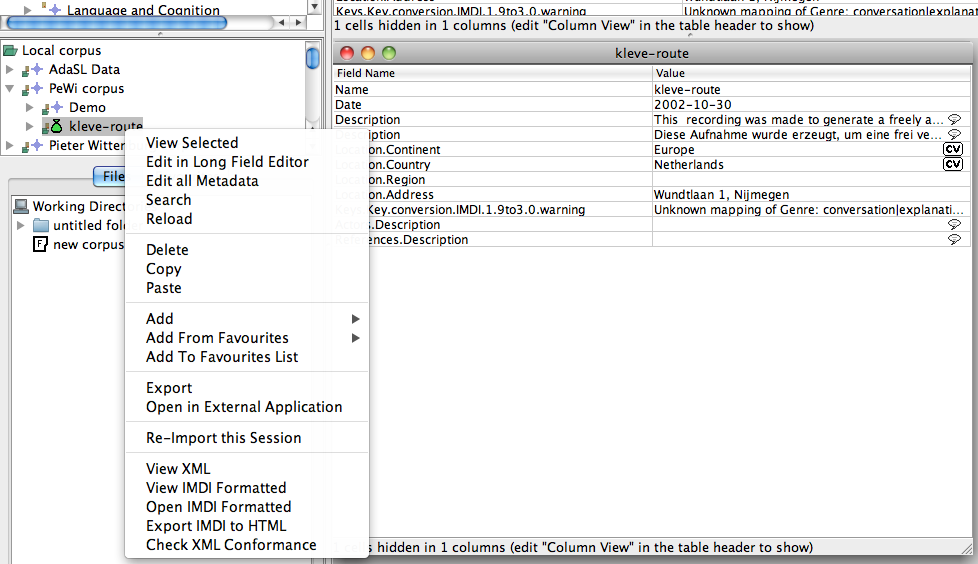 Language and Cognition
Keys.Key.conversion.IMDI.1.9to3.0.warning Unknown mapping of Genre: conversation|explanat
1 cells hidden in 1 columns (edit "Column View" in the table header to show)
Local corpus
AdaSL Data
PeWi corpus
Demo
kleve-route
Pieter Witten
File
Working Direct
untitled folde
F new corpus
View Selected
Edit in Long Field Editor
Edit all Metadata
Search
Reload
Delete
Copy
Paste
Add
Add From Favourites
Add To Favourites List
Export
Open in External Application
Re-Import this Session
View XML
View IMDI Formatted
Open IMDI Formatted
Export IMDI to HTML
Check XML Conformance
kleve-route
Field Name Value
Name kleve-route
Date 2002-10-30
Description This recording was made to generate a freely a...
Description Diese Aufnahme wurde erzeugt, um eine frei ve...
Location.Continent Europe CV
Location.Country Netherlands CV
Location.Region
Location.Address Wundtlaan 1, Nijmegen
Keys.Key.conversion.IMDI.1.9to3.0.warning Unknown mapping of Genre: conversation|explanati...
Actors.Description
References.Description
cells hidden in 1 columns (edit "Column View" in the table header to show)